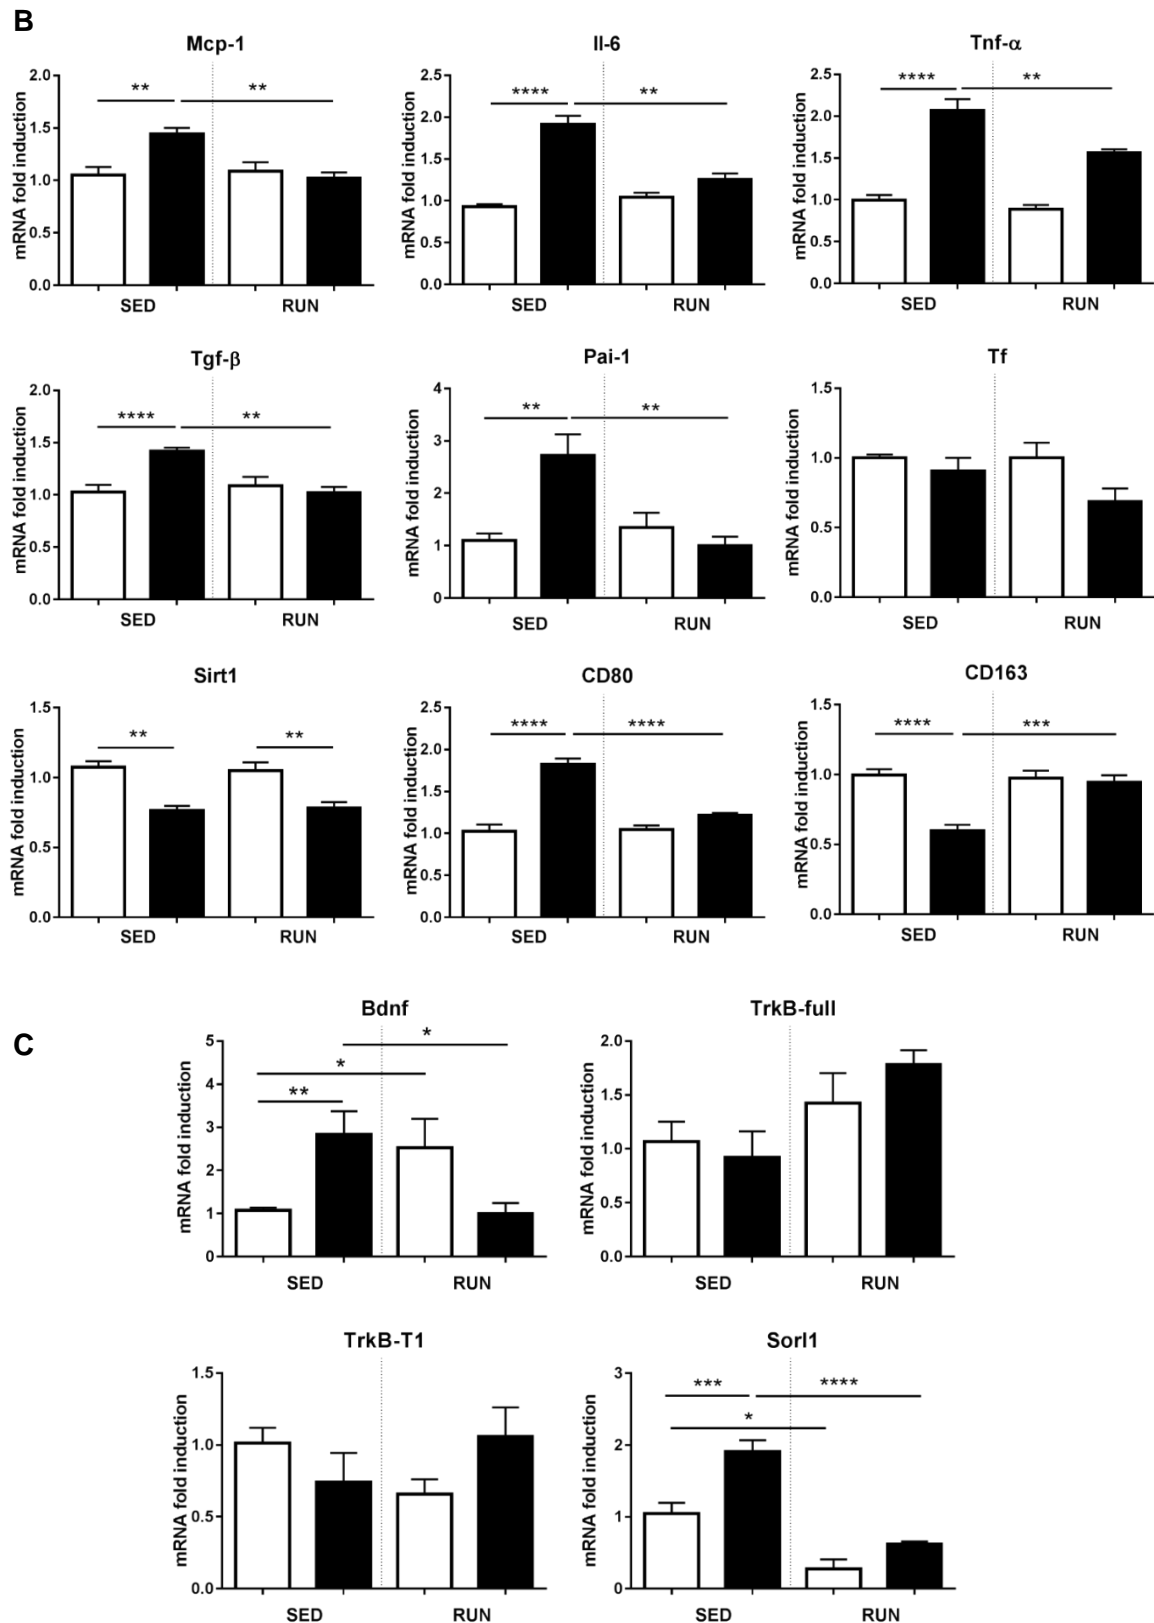 B
Mcp-1
mRNA fold induction
2.0
1.5
1.0
0.5
0.0
** **
SED RUN
Il-6
mRNA fold induction
2.5
2.0
1.5
1.0
0.5
0.0
**** **
SED RUN
Tnf-α
mRNA fold induction
2.5
2.0
1.5
1.0
0.5
0.0
**** **
SED RUN
Tgf-β
mRNA fold induction
2.0
1.5
1.0
0.5
0.0
**** **
SED RUN
Pai-1
mRNA fold induction
4
3
2
1
0
** **
SED RUN
Tf
mRNA fold induction
1.5
1.0
0.5
0.0
SED RUN
Sirt1
mRNA fold induction
1.5
1.0
0.5
0.0
** **
SED RUN
CD80
mRNA fold induction
2.5
2.0
1.5
1.0
0.5
0.0
**** ****
SED RUN
CD163
mRNA fold induction
1.5
1.0
0.5
0.0
**** ***
SED RUN
C
Bdnf
mRNA fold induction
5
4
3
2
1
0
*
*
**
SED RUN
TrkB-full
mRNA fold induction
2.0
1.5
1.0
0.5
0.0
SED RUN
TrkB-T1
mRNA fold induction
1.5
1.0
0.5
0.0
SED RUN
Sorl1
mRNA fold induction
3
2
1
0
*** ****
*
SED RUN